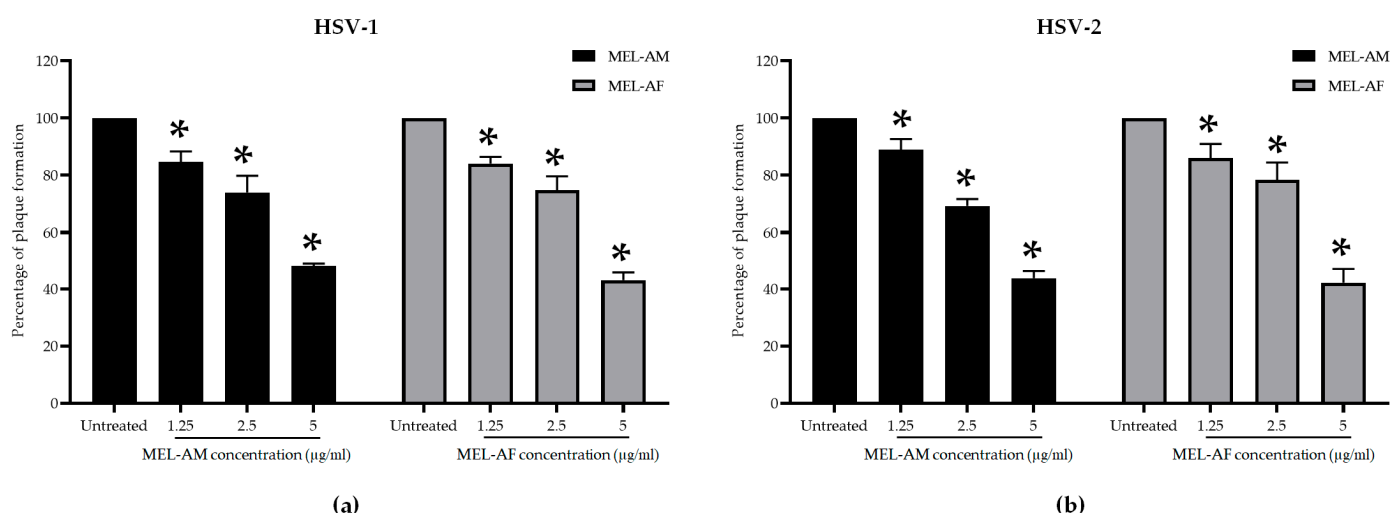 HSV-1
MEL-AM
MEL-AF
Percentage of plaque formation
120
100
80
60
40
20
0
*
*
*
*
*
*
Untreated 1.25 2.5 5 Untreated 1.25 2.5 5
MEL-AM concentration (µg/ml) MEL-AF concentration (µg/ml)
(a)
HSV-2
MEL-AM
MEL-AF
Percentage of plaque formation
120
100
80
60
40
20
0
*
*
*
*
*
*
Untreated 1.25 2.5 5 Untreated 1.25 2.5 5
MEL-AM concentration (µg/ml) MEL-AF concentration (µg/ml)
(b)